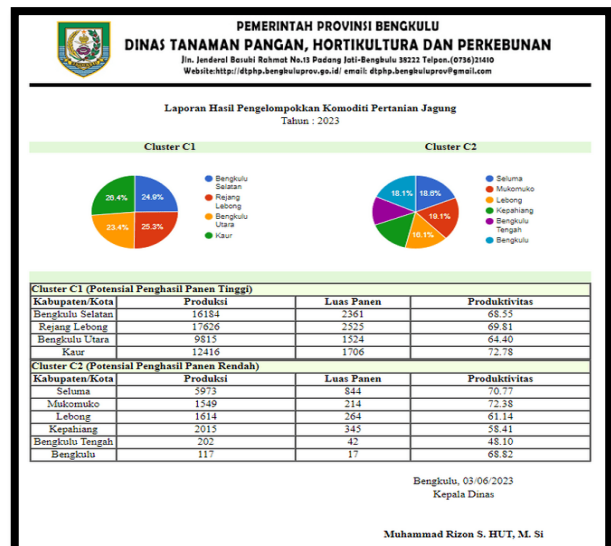 PEMERINTAH PROVINSI BENGKULU
DINAS TANAMAN PANGAN, HORTIKULTURA DAN PERKEBUNAN
Jln. Jenderal Basuki Rahmat No.13 Padang Jati-Bengkulu 38222 Telpon.(0736)21410
Website:http://dtphp.bengkuluprov.go.id/ email: dtphp.bengkuluprov@gmail.com
Laporan Hasil Pengelompokkan Komoditi Pertanian Jagung
Tahun : 2023
Cluster C1 Cluster C2
26.4% 24.9% 23.4% 25.3%
Bengkulu
Selatan
Rejang
Lebong
Bengkulu
Utara
Kaur
18.1% 18.6% 19.1% 16.1%
Seluma
Mukomuko
Lebong
Kepahiang
Bengkulu
Tengah
Bengkulu
Cluster C1 (Potensial Penghasil Panen Tinggi)
Kabupaten/Kota Produksi Luas Panen Produktivitas
Bengkulu Selatan 16184 2361 68.55
Rejang Lebong 17626 2525 69.81
Bengkulu Utara 9815 1524 64.40
Kaur 12416 1706 72.78
Cluster C2 (Potensial Penghasil Panen Rendah)
Kabupaten/Kota Produksi Luas Panen Produktivitas
Seluma 5973 844 70.77
Mukomuko 1549 214 72.38
Lebong 1614 264 61.14
Kepahiang 2015 345 58.41
Bengkulu Tengah 202 42 48.10
Bengkulu 117 17 68.82
Bengkulu, 03/06/2023
Kepala Dinas
Muhammad Rizon S. HUT, M. Si